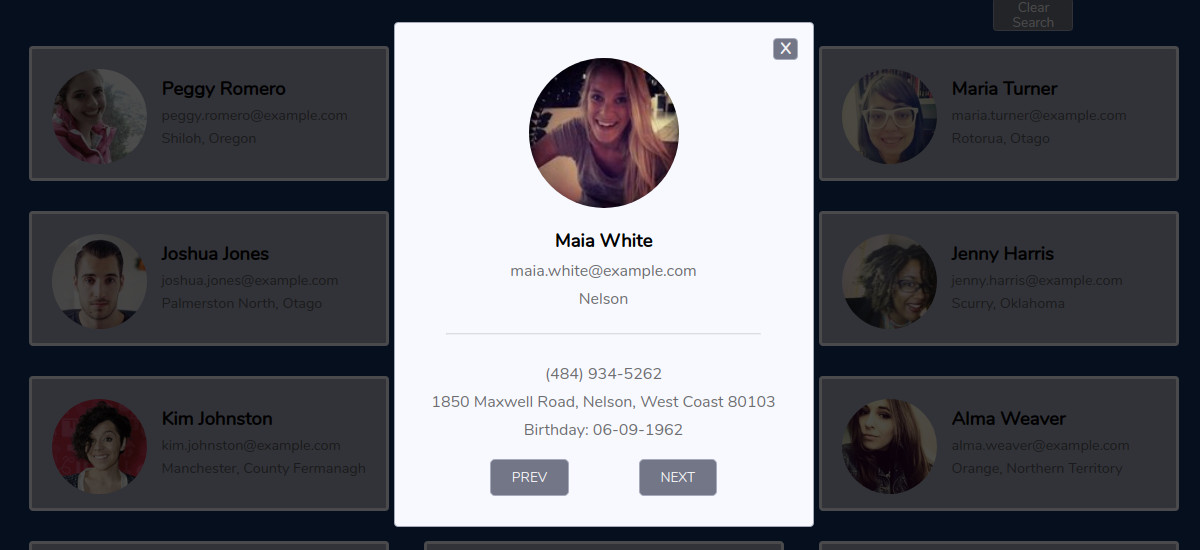 Clear
Search
Peggy Romero
peggy.romero@example.com
Shiloh, Oregon
Joshua Jones
joshua.jones@example.com
Palmerston North, Otago
Kim Johnston
kim.johnston@example.com
Manchester, County Fermanagh
X
Maia White
maia.white@example.com
Nelson
(484) 934-5262
1850 Maxwell Road, Nelson, West Coast 80103
Birthday: 06-09-1962
PREV
NEXT
Maria Turner
maria.turner@example.com
Rotorua, Otago
Jenny Harris
jenny.harris@example.com
Scurry, Oklahoma
Alma Weaver
alma.weaver@example.com
Orange, Northern Territory